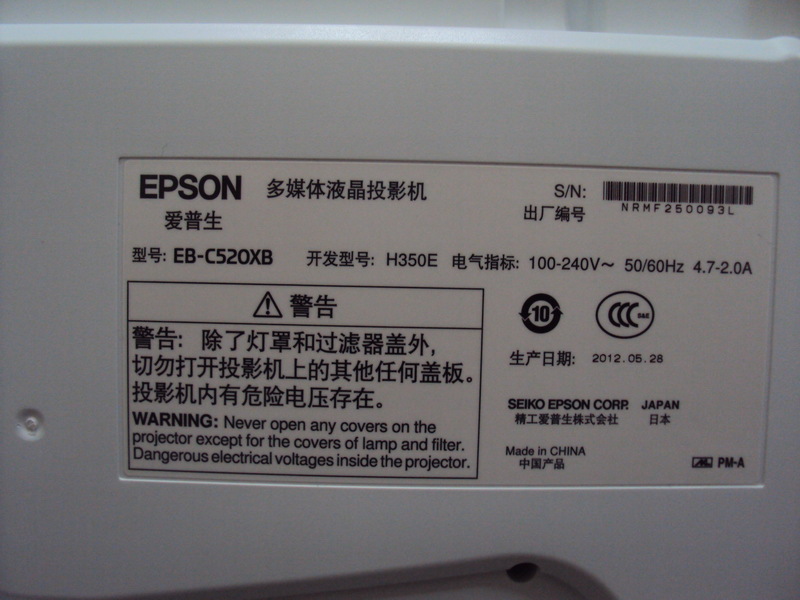 EPSON 多媒体液晶投影机
爱普生
S/N:
出厂编号
NRMF250093L
型号: EB-C520XB 开发型号: H350E 电气指标: 100-240V～ 50/60Hz 4.7-2.0A
警告
警告: 除了灯罩和过滤器盖外,
切勿打开投影机上的其他任何盖板。
投影机内有危险电压存在。
WARNING: Never open any covers on the
projector except for the covers of lamp and filter.
Dangerous electrical voltages inside the projector.
10
CCC S&E
生产日期: 2012.05.28
SEIKO EPSON CORP. JAPAN
精工爱普生株式会社 日本
Made in CHINA
中国产品
PM-A